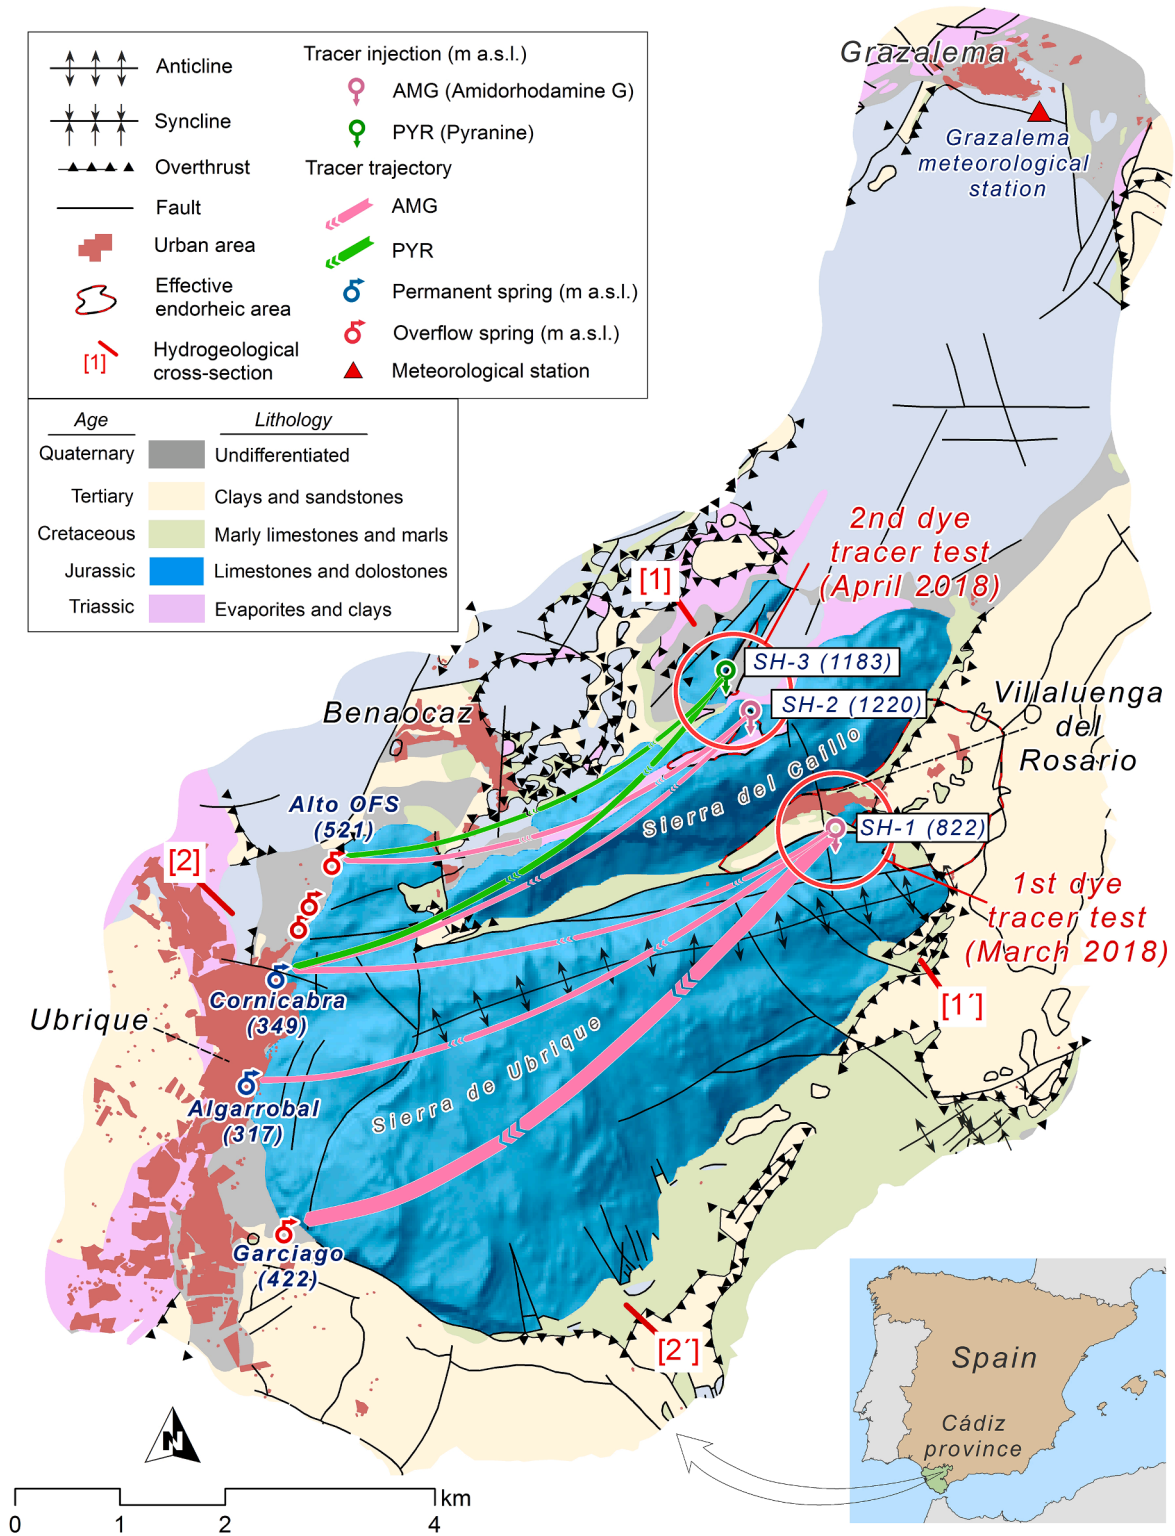 Anticline
Syncline
Overthrust
Fault
Urban area
Effective
endorheic area
[1]
Hydrogeological
cross-section
Tracer injection (m a.s.l.)
AMG (Amidorhodamine G)
PYR (Pyranine)
Tracer trajectory
AMG
PYR
Permanent spring (m a.s.l.)
Overflow spring (m a.s.l.)
Meteorological station
Age
Lithology
Quaternary
Undifferentiated
Tertiary
Clays and sandstones
Cretaceous
Marly limestones and marls
Jurassic
Limestones and dolostones
Triassic
Evaporites and clays
Grazalema
Grazalema
meteorological
station
2nd dye
tracer test
(April 2018)
[1]
SH-3 (1183)
SH-2 (1220)
Villaluenga
del
Rosario
Benaocaz
Sierra del Caillo
Alto OFS
(521)
SH-1 (822)
[2]
1st dye
tracer test
(March 2018)
Cornicabra
(349)
[1´]
Ubrique
Sierra de Ubrique
Algarrobal
(317)
Garciago
(422)
[2´]
Spain
Cádiz
province
N
km
0
1
2
4